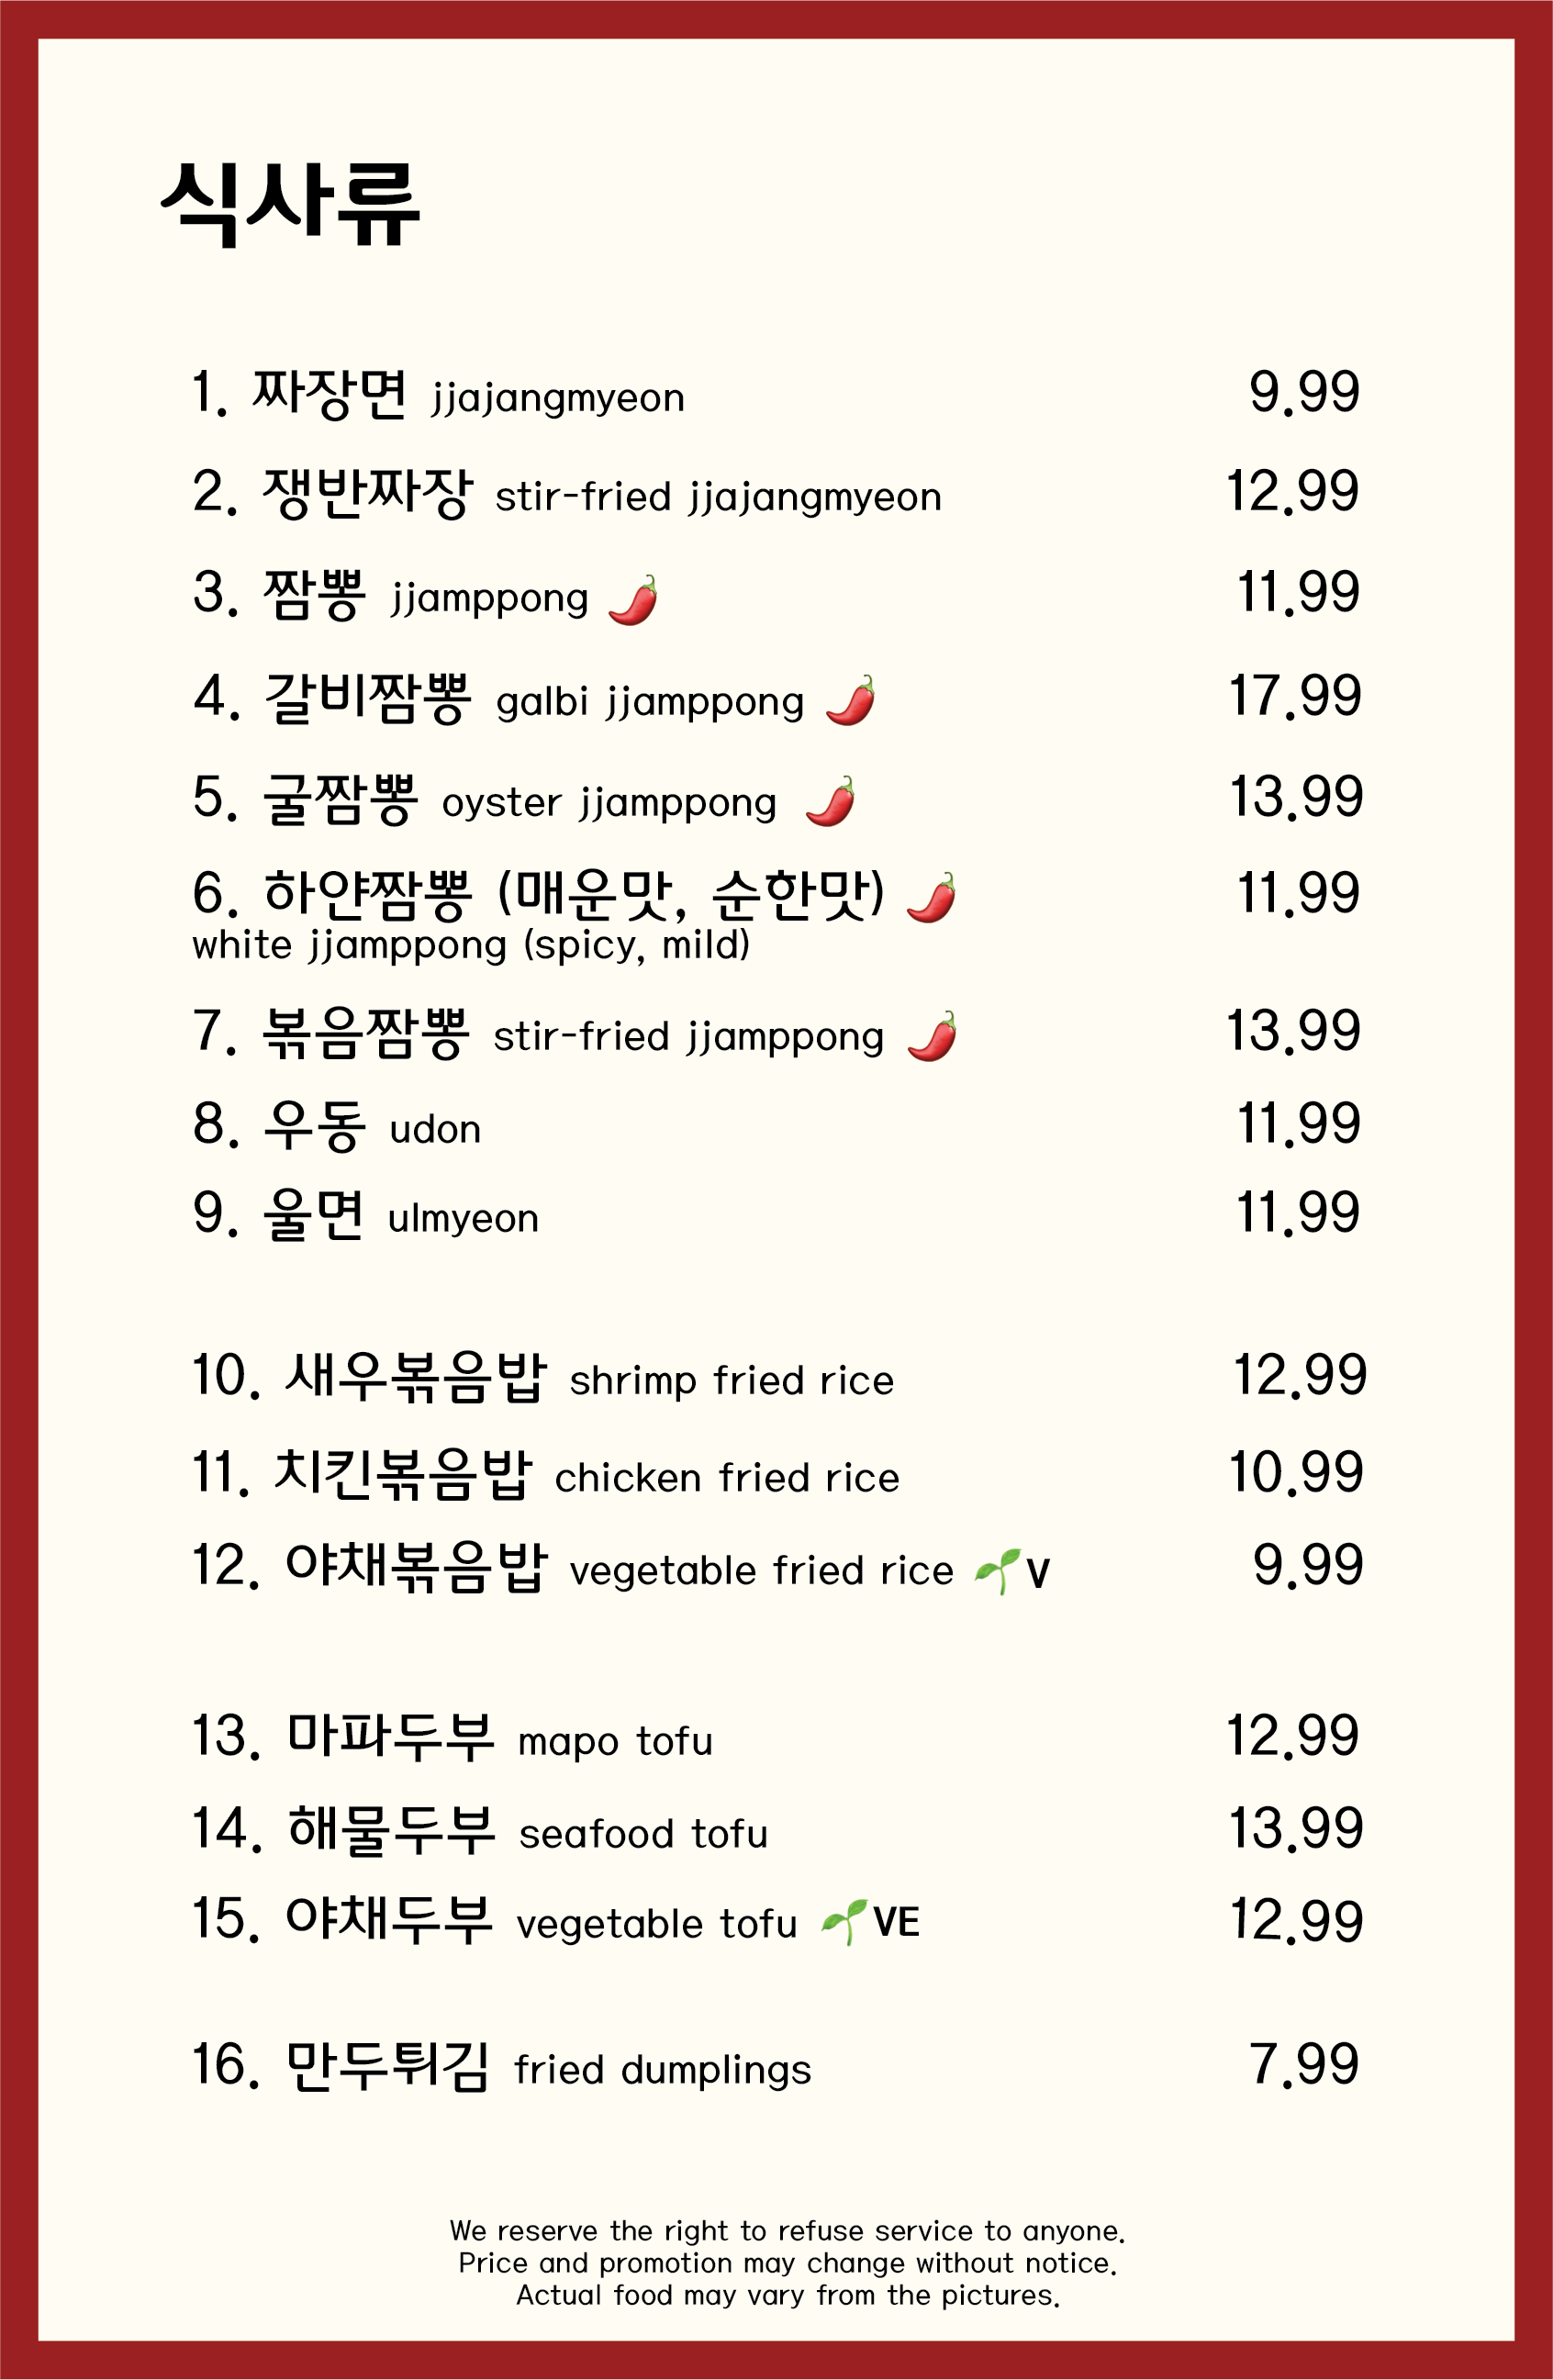 식사류
1. 짜장면 jjajangmyeon 9.99
2. 쟁반짜장 stir-fried jjajangmyeon 12.99
3. 짬뽕 jjamppong 🌶️ 11.99
4. 갈비짬뽕 galbi jjamppong 🌶️ 17.99
5. 굴짬뽕 oyster jjamppong 🌶️ 13.99
6. 하얀짬뽕 (매운맛, 순한맛) 🌶️ 11.99
white jjamppong (spicy, mild)
7. 볶음짬뽕 stir-fried jjamppong 🌶️ 13.99
8. 우동 udon 11.99
9. 울면 ulmyeon 11.99
10. 새우볶음밥 shrimp fried rice 12.99
11. 치킨볶음밥 chicken fried rice 10.99
12. 야채볶음밥 vegetable fried rice 🌱V 9.99
13. 마파두부 mapo tofu 12.99
14. 해물두부 seafood tofu 13.99
15. 야채두부 vegetable tofu 🌱VE 12.99
16. 만두튀김 fried dumplings 7.99
We reserve the right to refuse service to anyone.
Price and promotion may change without notice.
Actual food may vary from the pictures.